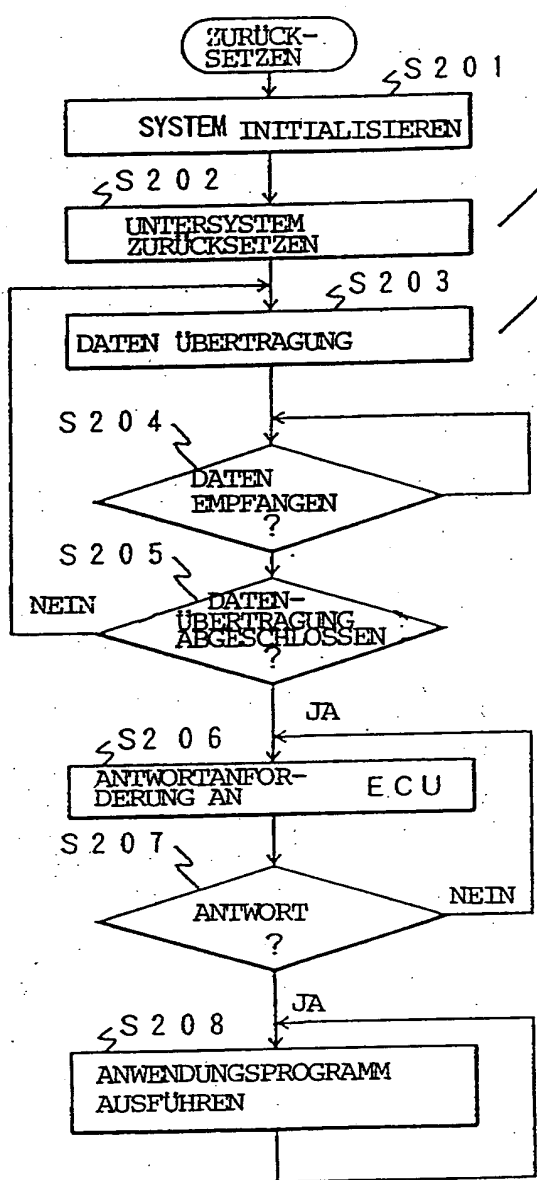 ZURÜCK-
SETZEN
S201
SYSTEM INITIALISIEREN
S202
UNTERSYSTEM
ZURÜCKSETZEN
S203
DATEN ÜBERTRAGUNG
S204
DATEN
EMPFANGEN
?
S205
NEIN
DATEN-
ÜBERTRAGUNG
ABGESCHLOSSEN
?
JA
S206
ANTWORTANFOR-
DERUNG AN ECU
S207
ANTWORT
?
NEIN
JA
S208
ANWENDUNGSPROGRAMM
AUSFÜHREN